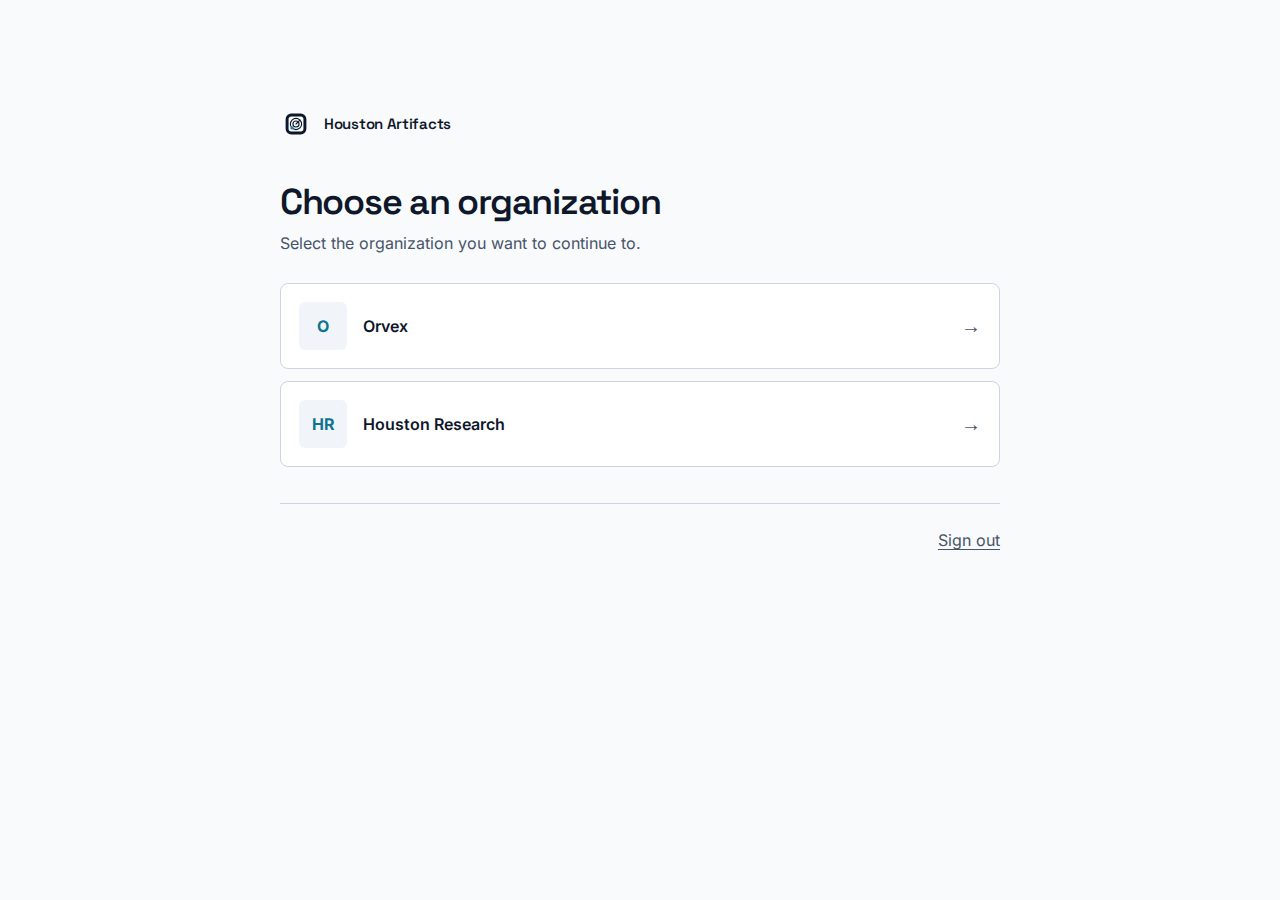 Houston Artifacts
Choose an organization
Select the organization you want to continue to.
O Orvex →
HR Houston Research →
Sign out